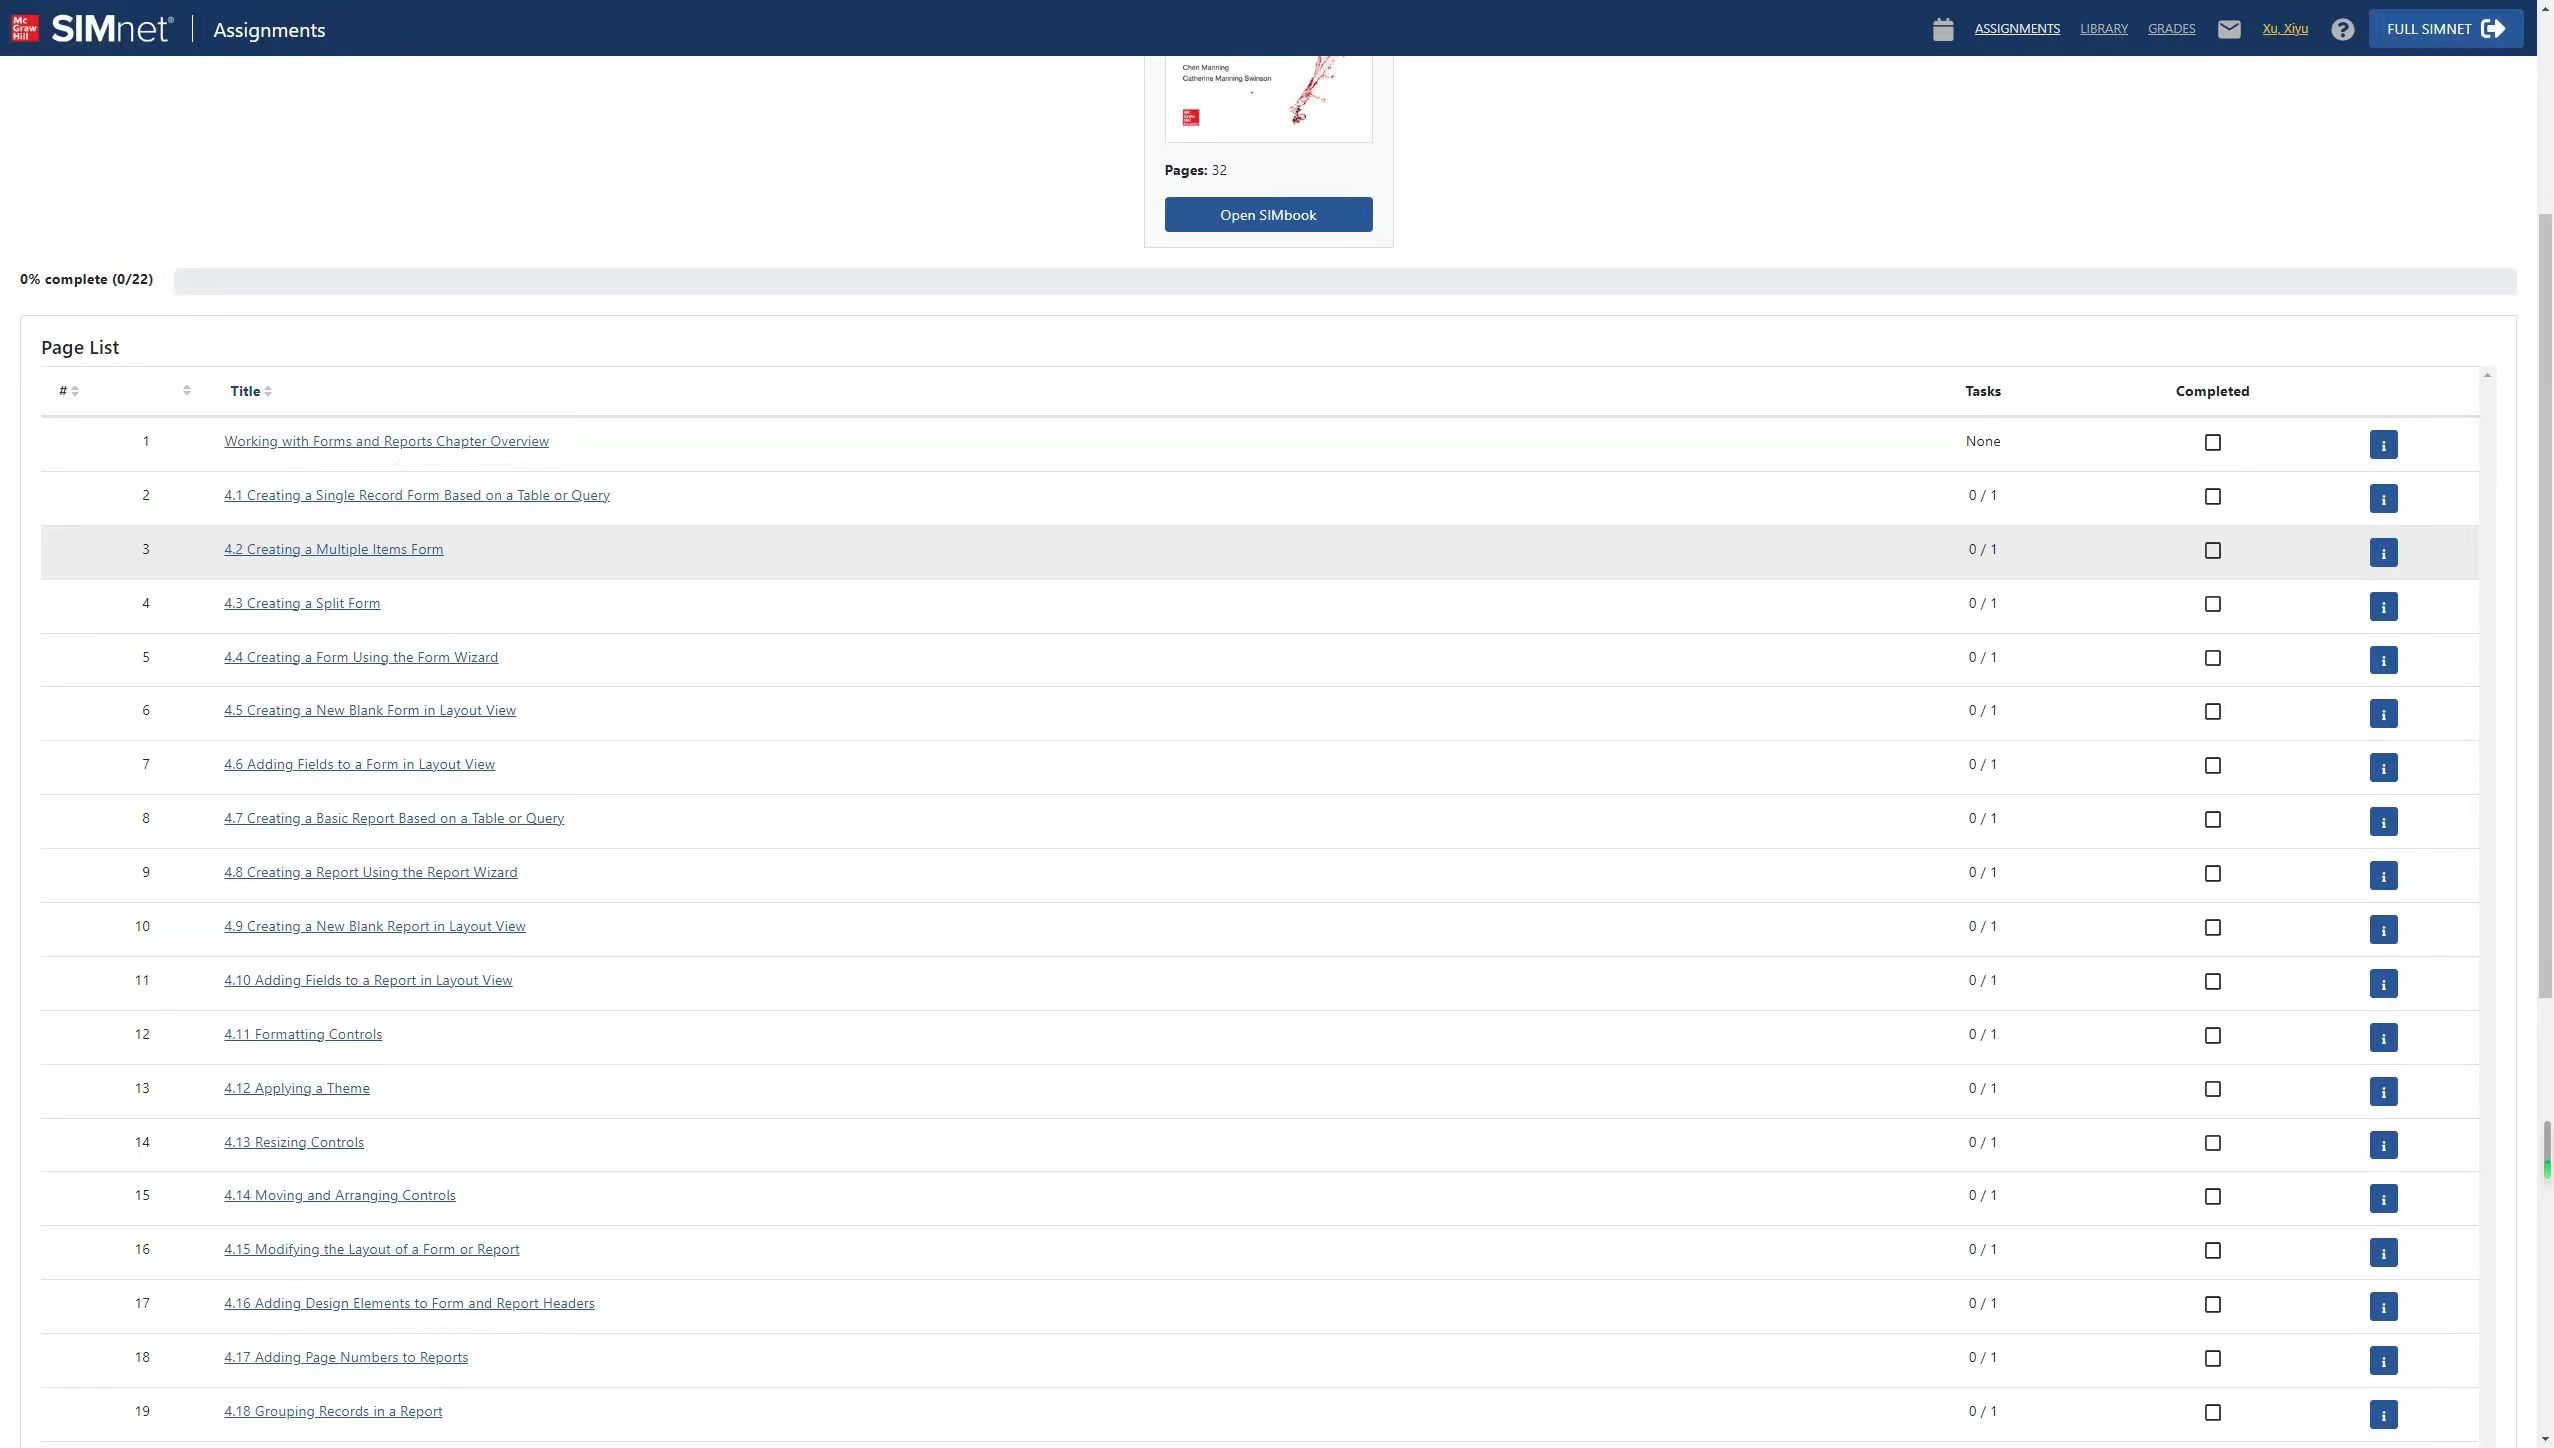 Mc Graw Hill SIMnet® Assignments ASSIGNMENTS LIBRARY GRADES Xu, Xiyu ? FULL SIMNET
Cheri Manning
Catherine Manning Swinson
Mc Graw Hill
Pages: 32
Open SIMbook
0% complete (0/22)
Page List
# Title Tasks Completed
1 Working with Forms and Reports Chapter Overview None i
2 4.1 Creating a Single Record Form Based on a Table or Query 0 / 1 i
3 4.2 Creating a Multiple Items Form 0 / 1 i
4 4.3 Creating a Split Form 0 / 1 i
5 4.4 Creating a Form Using the Form Wizard 0 / 1 i
6 4.5 Creating a New Blank Form in Layout View 0 / 1 i
7 4.6 Adding Fields to a Form in Layout View 0 / 1 i
8 4.7 Creating a Basic Report Based on a Table or Query 0 / 1 i
9 4.8 Creating a Report Using the Report Wizard 0 / 1 i
10 4.9 Creating a New Blank Report in Layout View 0 / 1 i
11 4.10 Adding Fields to a Report in Layout View 0 / 1 i
12 4.11 Formatting Controls 0 / 1 i
13 4.12 Applying a Theme 0 / 1 i
14 4.13 Resizing Controls 0 / 1 i
15 4.14 Moving and Arranging Controls 0 / 1 i
16 4.15 Modifying the Layout of a Form or Report 0 / 1 i
17 4.16 Adding Design Elements to Form and Report Headers 0 / 1 i
18 4.17 Adding Page Numbers to Reports 0 / 1 i
19 4.18 Grouping Records in a Report 0 / 1 i